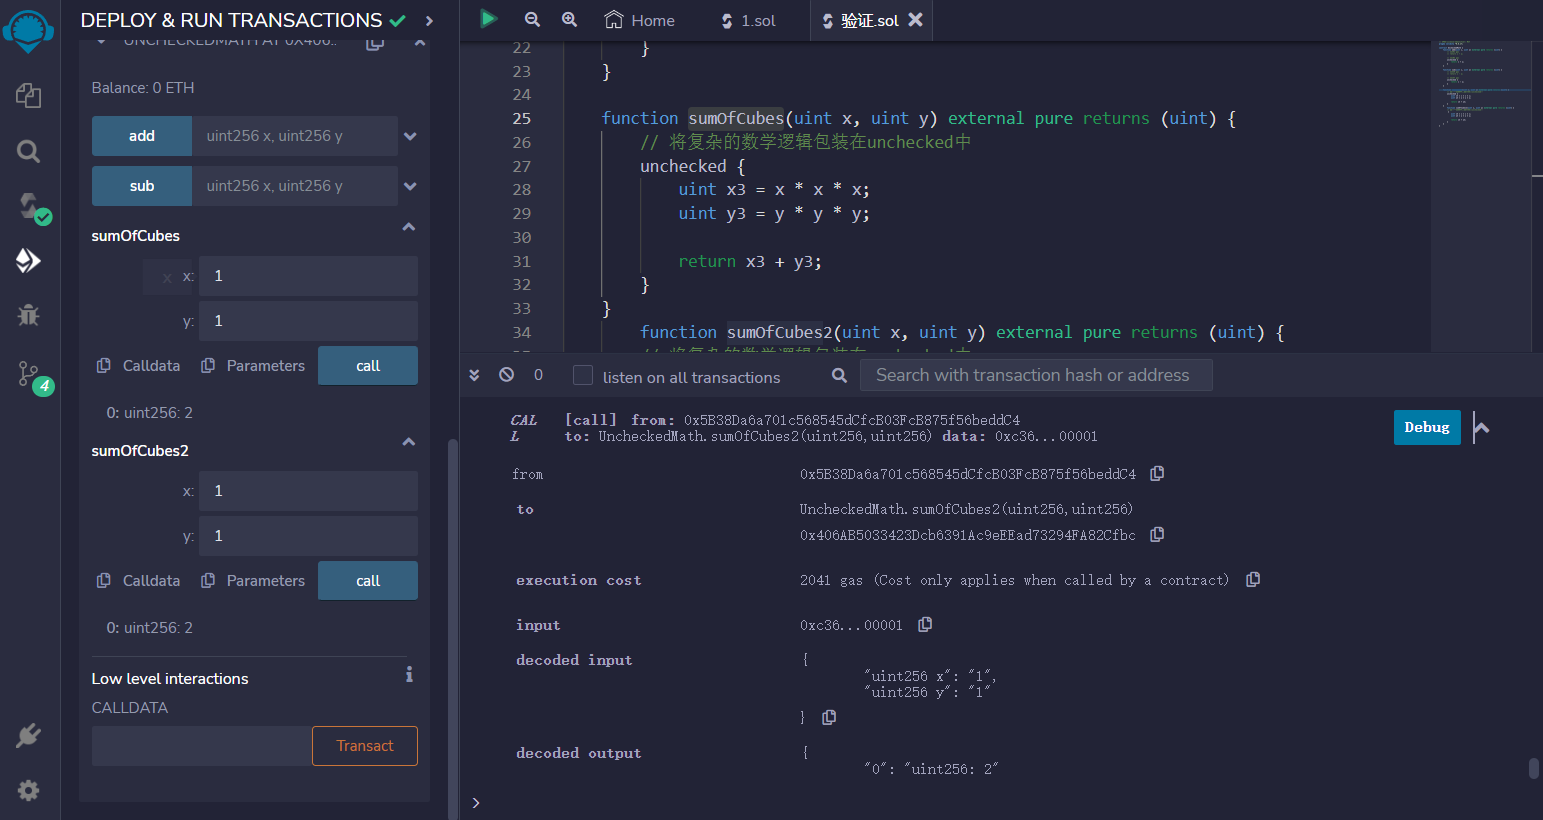 DEPLOY & RUN TRANSACTIONS
UNCHECKEDMATH AT 0X406...
Balance: 0 ETH
add uint256 x, uint256 y
sub uint256 x, uint256 y
sumOfCubes
x x: 1
y: 1
Calldata Parameters call
0: uint256: 2
sumOfCubes2
x: 1
y: 1
Calldata Parameters call
0: uint256: 2
Low level interactions
CALLDATA
Transact
4
Home 1.sol 验证.sol
22 }
23 }
24
25 function sumOfCubes(uint x, uint y) external pure returns (uint) {
26 // 将复杂的数学逻辑包装在unchecked中
27 unchecked {
28 uint x3 = x * x * x;
29 uint y3 = y * y * y;
30
31 return x3 + y3;
32 }
33 }
34 function sumOfCubes2(uint x, uint y) external pure returns (uint) {
0 listen on all transactions Search with transaction hash or address
CAL [call] from: 0x5B38Da6a701c568545dCfcB03FcB875f56beddC4
L to: UncheckedMath.sumOfCubes2(uint256,uint256) data: 0xc36...00001
Debug
from 0x5B38Da6a701c568545dCfcB03FcB875f56beddC4
to UncheckedMath.sumOfCubes2(uint256,uint256)
0x406AB5033423Dcb6391Ac9eEEad73294FA82Cfbc
execution cost 2041 gas (Cost only applies when called by a contract)
input 0xc36...00001
decoded input {
"uint256 x": "1",
"uint256 y": "1"
}
decoded output {
"0": "uint256: 2"
>